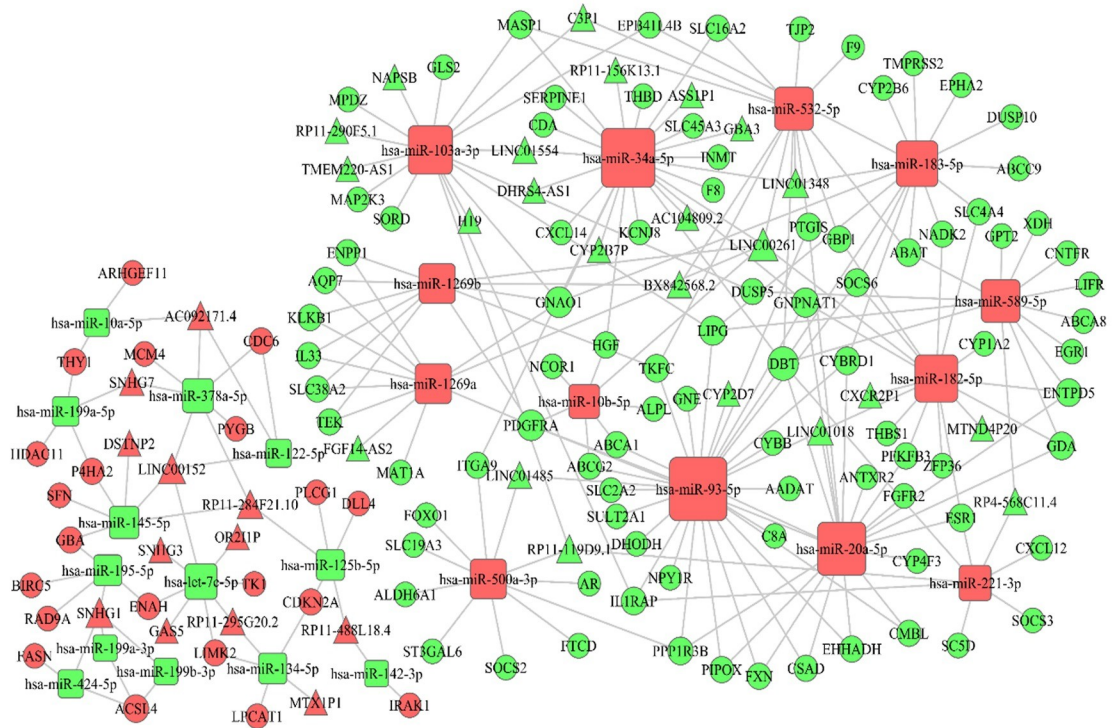 C3P1
MASP1
EPB41L4B
SLC16A2
TJP2
F9
TMPRSS2
GLS2
NAPSB
RP11-156K13.1
CYP2B6
EPHA2
MPDZ
SERPINE1
THBD
ASS1P1
hsa-miR-532-5p
DUSP10
CDA
SLC45A3
GBA3
RP11-290F5.1
hsa-miR-103a-3p
LINC01554
hsa-miR-34a-5p
INMT
hsa-miR-183-5p
ABCC9
TMEM220-AS1
DHRS4-AS1
F8
LINC01348
MAP2K3
SORD
H19
AC104809.2
SLC4A4
XDH
CXCL14
KCNJ8
PTGIS
GBP1
NADK2
GPT2
CYP2B7P
LINC00261
ABAT
CNTFR
ENPP1
ARHGEF11
AQP7
hsa-miR-1269b
BX842568.2
DUSP5
SOCS6
LIFR
GNAO1
GNPNAT1
hsa-miR-589-5p
AC092171.4
KLKB1
LIPG
ABCA8
hsa-miR-10a-5p
CDC6
EGR1
MCM4
IL33
HGF
CYP1A2
THY1
NCOR1
TKFC
DBT
CYBRD1
SNHG7
SLC38A2
hsa-miR-1269a
hsa-miR-182-5p
ENTPD5
hsa-miR-378a-5p
hsa-miR-10b-5p
GNE
CYP2D7
CXCR2P1
hsa-miR-199a-5p
TEK
ALPL
MTND4P20
PYGB
PDGFRA
LINC01018
DSTNP2
FGF14-AS2
CYBB
THBS1
GDA
HDAC11
hsa-miR-122-5p
ABCA1
PFKFB3
P4HA2
LINC00152
MAT1A
ITGA9
ABCG2
ZFP36
LINC01485
ANTXR2
RP4-568C11.4
SFN
PLCG1
SLC2A2
hsa-miR-93-5p
AADAT
FGFR2
RP11-284F21.10
DLL4
hsa-miR-145-5p
FOXO1
SULT2A1
ESR1
GBA
OR2I1P
C8A
SLC19A3
RP11-119D9.1
DHODH
hsa-miR-20a-5p
CXCL12
SNHG3
hsa-miR-125b-5p
hsa-miR-195-5p
CYP4F3
BIRC5
hsa-let-7c-5p
TK1
hsa-miR-500a-3p
AR
NPY1R
hsa-miR-221-3p
ALDH6A1
IL1RAP
RAD9A
SNHG1
ENAH
CDKN2A
SOCS3
GAS5
RP11-295G20.2
RP11-488L18.4
SC5D
FASN
hsa-miR-199a-3p
LIMK2
FTCD
PPP1R3B
EHHADH
CMBL
hsa-miR-199b-3p
hsa-miR-134-5p
ST3GAL6
SOCS2
PIPOX
FXN
CSAD
hsa-miR-424-5p
hsa-miR-142-3p
ACSL4
MTX1P1
LPCAT1
IRAK1